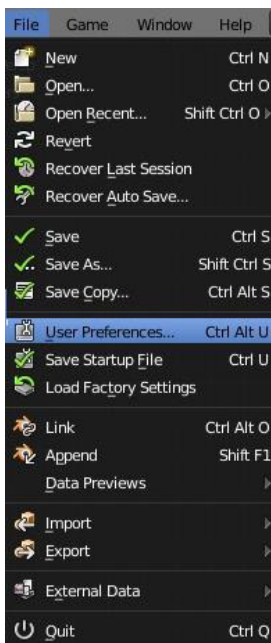 File Game Window Help
New Ctrl N
Open... Ctrl O
Open Recent... Shift Ctrl O
Revert
Recover Last Session
Recover Auto Save...
Save Ctrl S
Save As... Shift Ctrl S
Save Copy... Ctrl Alt S
User Preferences... Ctrl Alt U
Save Startup File Ctrl U
Load Factory Settings
Link Ctrl Alt O
Append Shift F1
Data Previews
Import
Export
External Data
Quit Ctrl Q